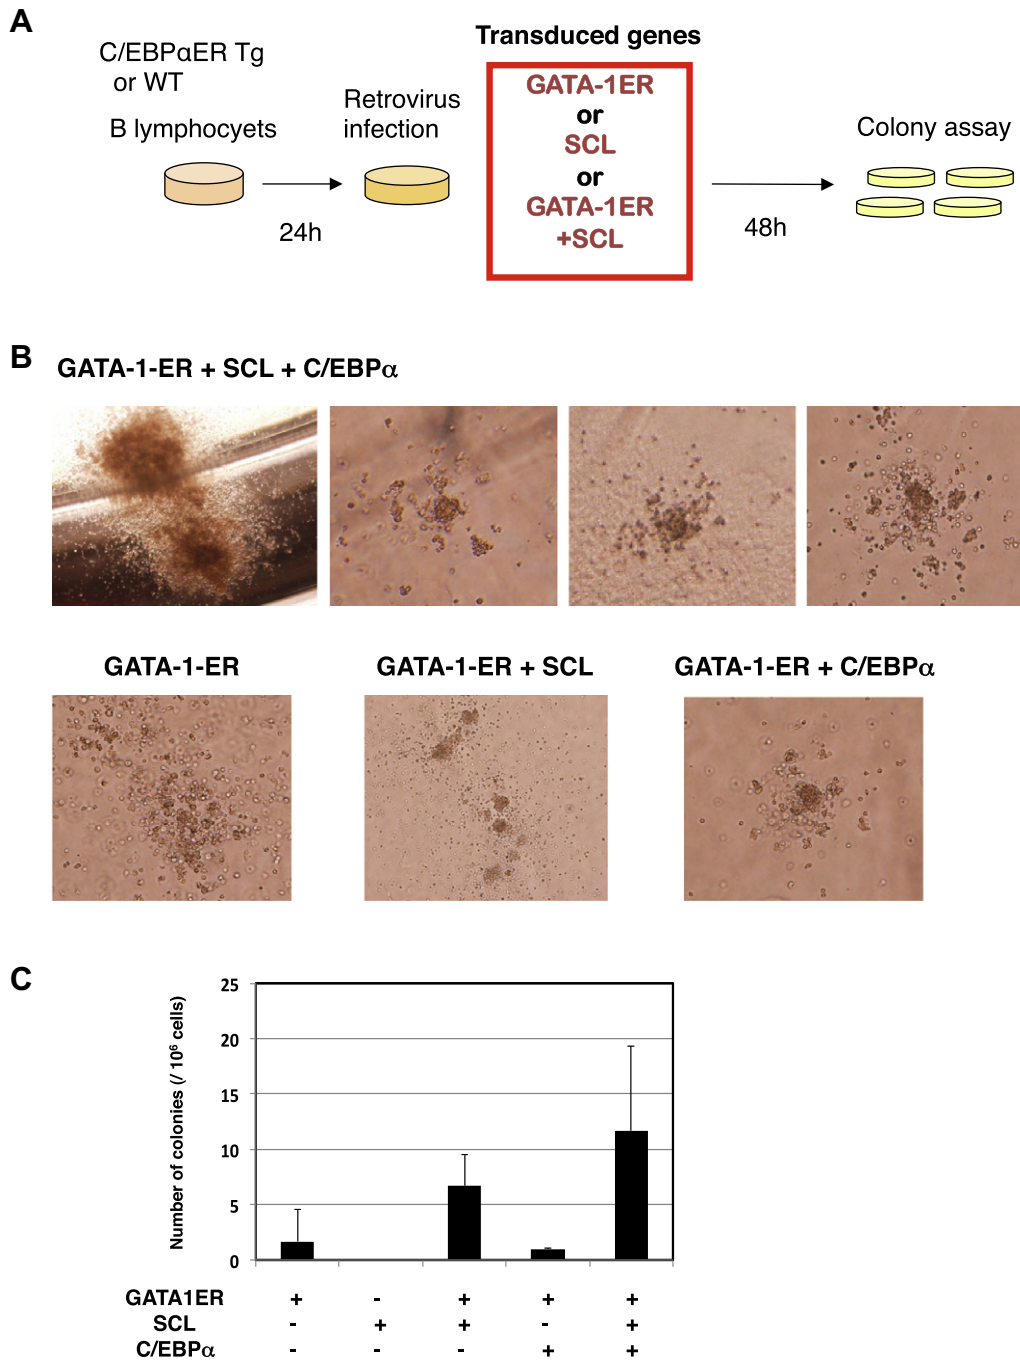 A
C/EBPαER Tg
or WT
B lymphocyets
24h
Retrovirus
infection
Transduced genes
GATA-1ER
or
SCL
or
GATA-1ER
+SCL
48h
Colony assay
B
GATA-1-ER + SCL + C/EBPα
GATA-1-ER
GATA-1-ER + SCL
GATA-1-ER + C/EBPα
C
Number of colonies (/ 10⁶ cells)
25
20
15
10
5
0
GATA1ER + - + + +
SCL - + + - +
C/EBPα - - - + +